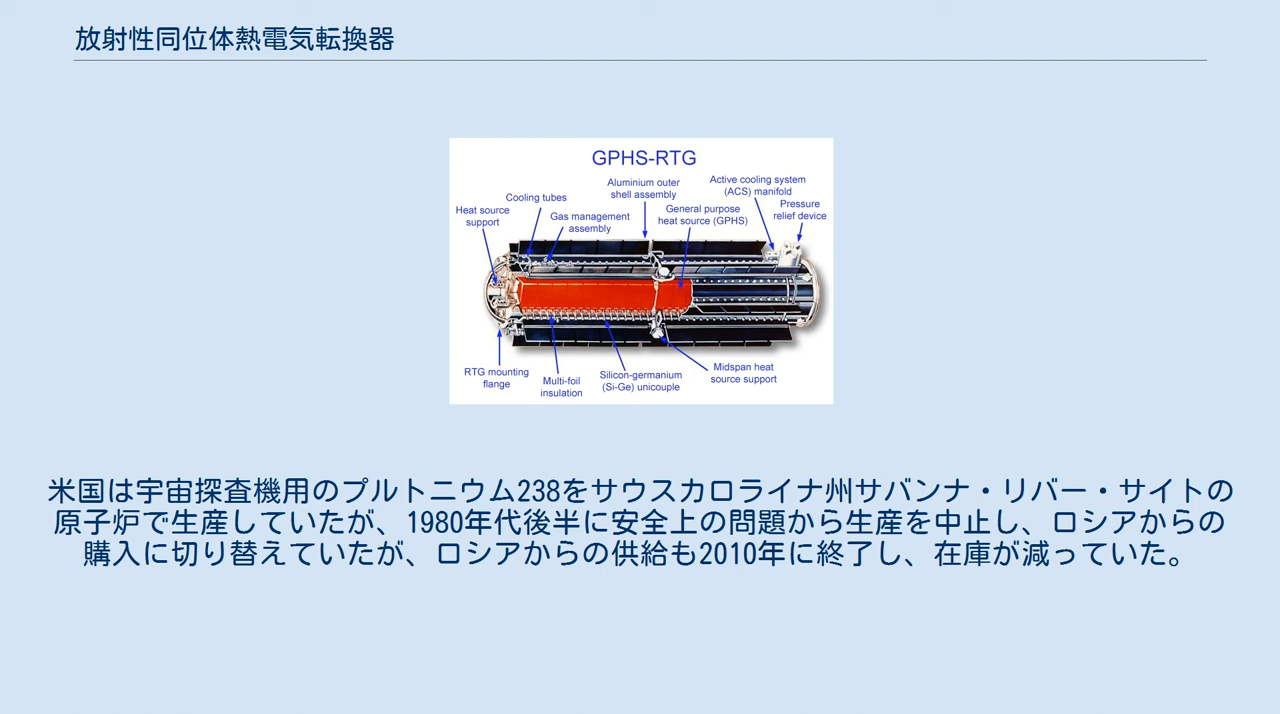 放射性同位体熱電気転換器
GPHS-RTG
Aluminium outer
shell assembly
Active cooling system
(ACS) manifold
Cooling tubes
Pressure
relief device
Heat source
support
Gas management
assembly
General purpose
heat source (GPHS)
RTG mounting
flange
Multi-foil
insulation
Silicon-germanium
(Si-Ge) unicouple
Midspan heat
source support
米国は宇宙探査機用のプルトニウム238をサウスカロライナ州サバンナ・リバー・サイトの
原子炉で生産していたが、1980年代後半に安全上の問題から生産を中止し、ロシアからの
購入に切り替えていたが、ロシアからの供給も2010年に終了し、在庫が減っていた。